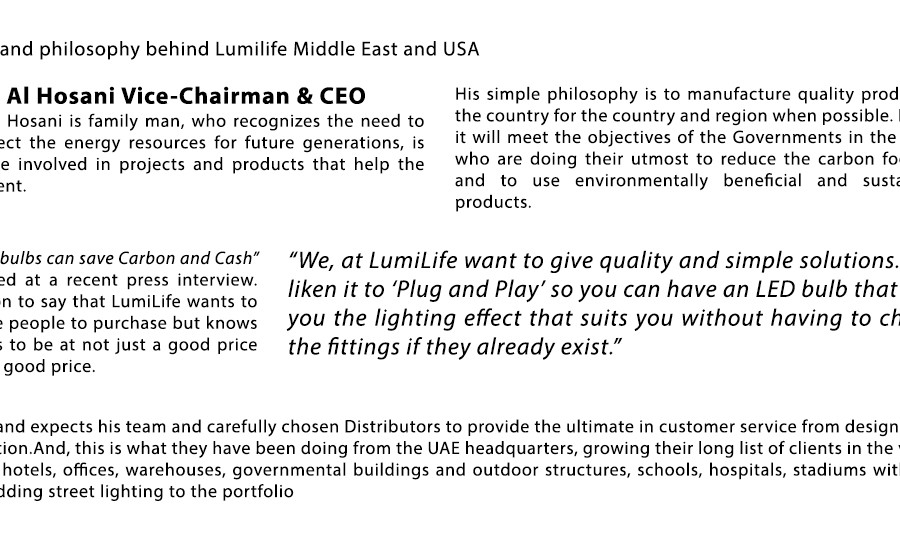 and philosophy behind Lumilife Middle East and USA
Al Hosani Vice-Chairman & CEO
Hosani is family man, who recognizes the need to
ect the energy resources for future generations, is
e involved in projects and products that help the
ent.
His simple philosophy is to manufacture quality prod
the country for the country and region when possible.
it will meet the objectives of the Governments in the
who are doing their utmost to reduce the carbon fo
and to use environmentally beneficial and susta
products.
bulbs can save Carbon and Cash”
ed at a recent press interview.
on to say that LumiLife wants to
e people to purchase but knows
s to be at not just a good price
good price.
“We, at LumiLife want to give quality and simple solutions.
liken it to ‘Plug and Play’ so you can have an LED bulb that
you the lighting effect that suits you without having to ch
the fittings if they already exist.”
and expects his team and carefully chosen Distributors to provide the ultimate in customer service from design
tion.And, this is what they have been doing from the UAE headquarters, growing their long list of clients in the
hotels, offices, warehouses, governmental buildings and outdoor structures, schools, hospitals, stadiums wit
dding street lighting to the portfolio